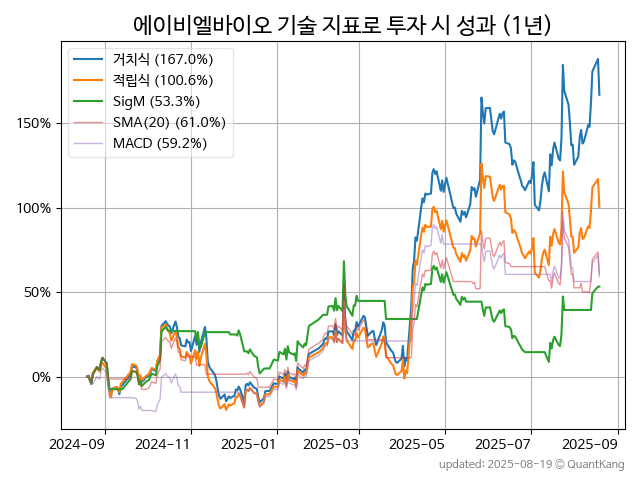 에이비엘바이오 기술 지표로 투자 시 성과 (1년)
거치식 (167.0%)
적립식 (100.6%)
SigM (53.3%)
SMA(20) (61.0%)
MACD (59.2%)
150%
100%
50%
0%
2024-09 2024-11 2025-01 2025-03 2025-05 2025-07 2025-09
updated: 2025-08-19 © QuantKang